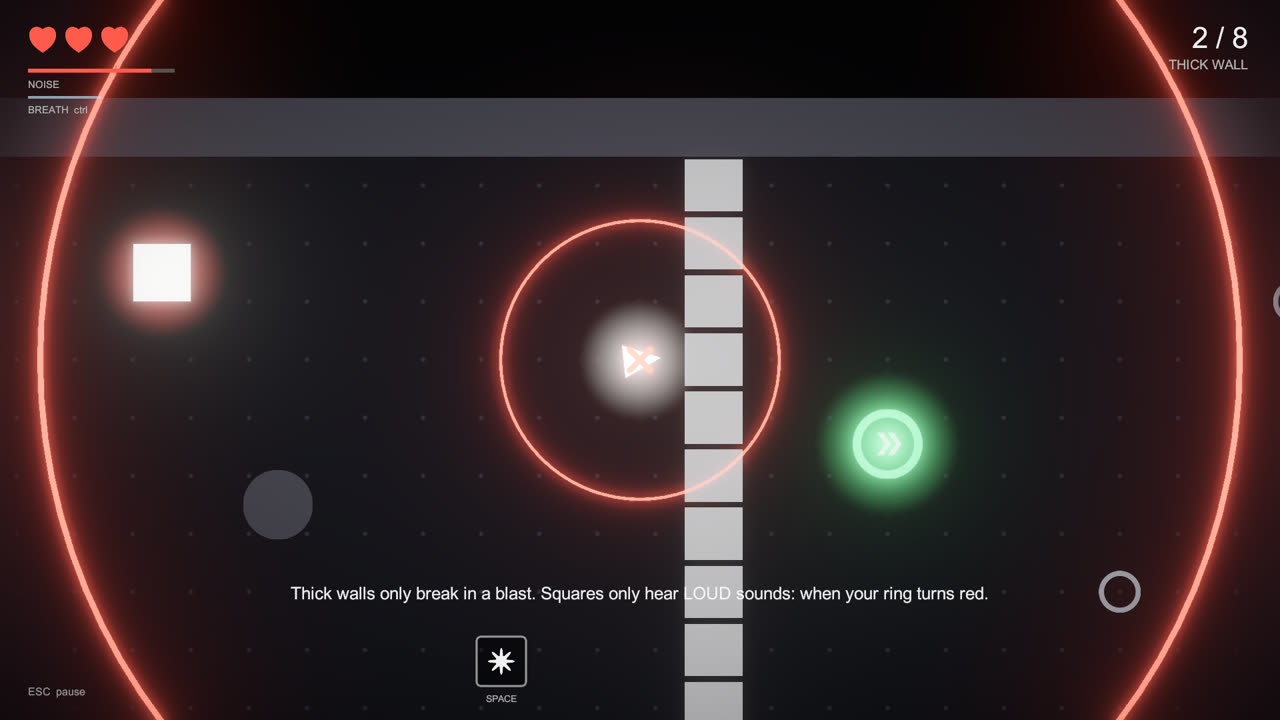 2 / 8
THICK WALL
NOISE
BREATH ctrl
Thick walls only break in a blast. Squares only hear LOUD sounds: when your ring turns red.
SPACE
ESC pause